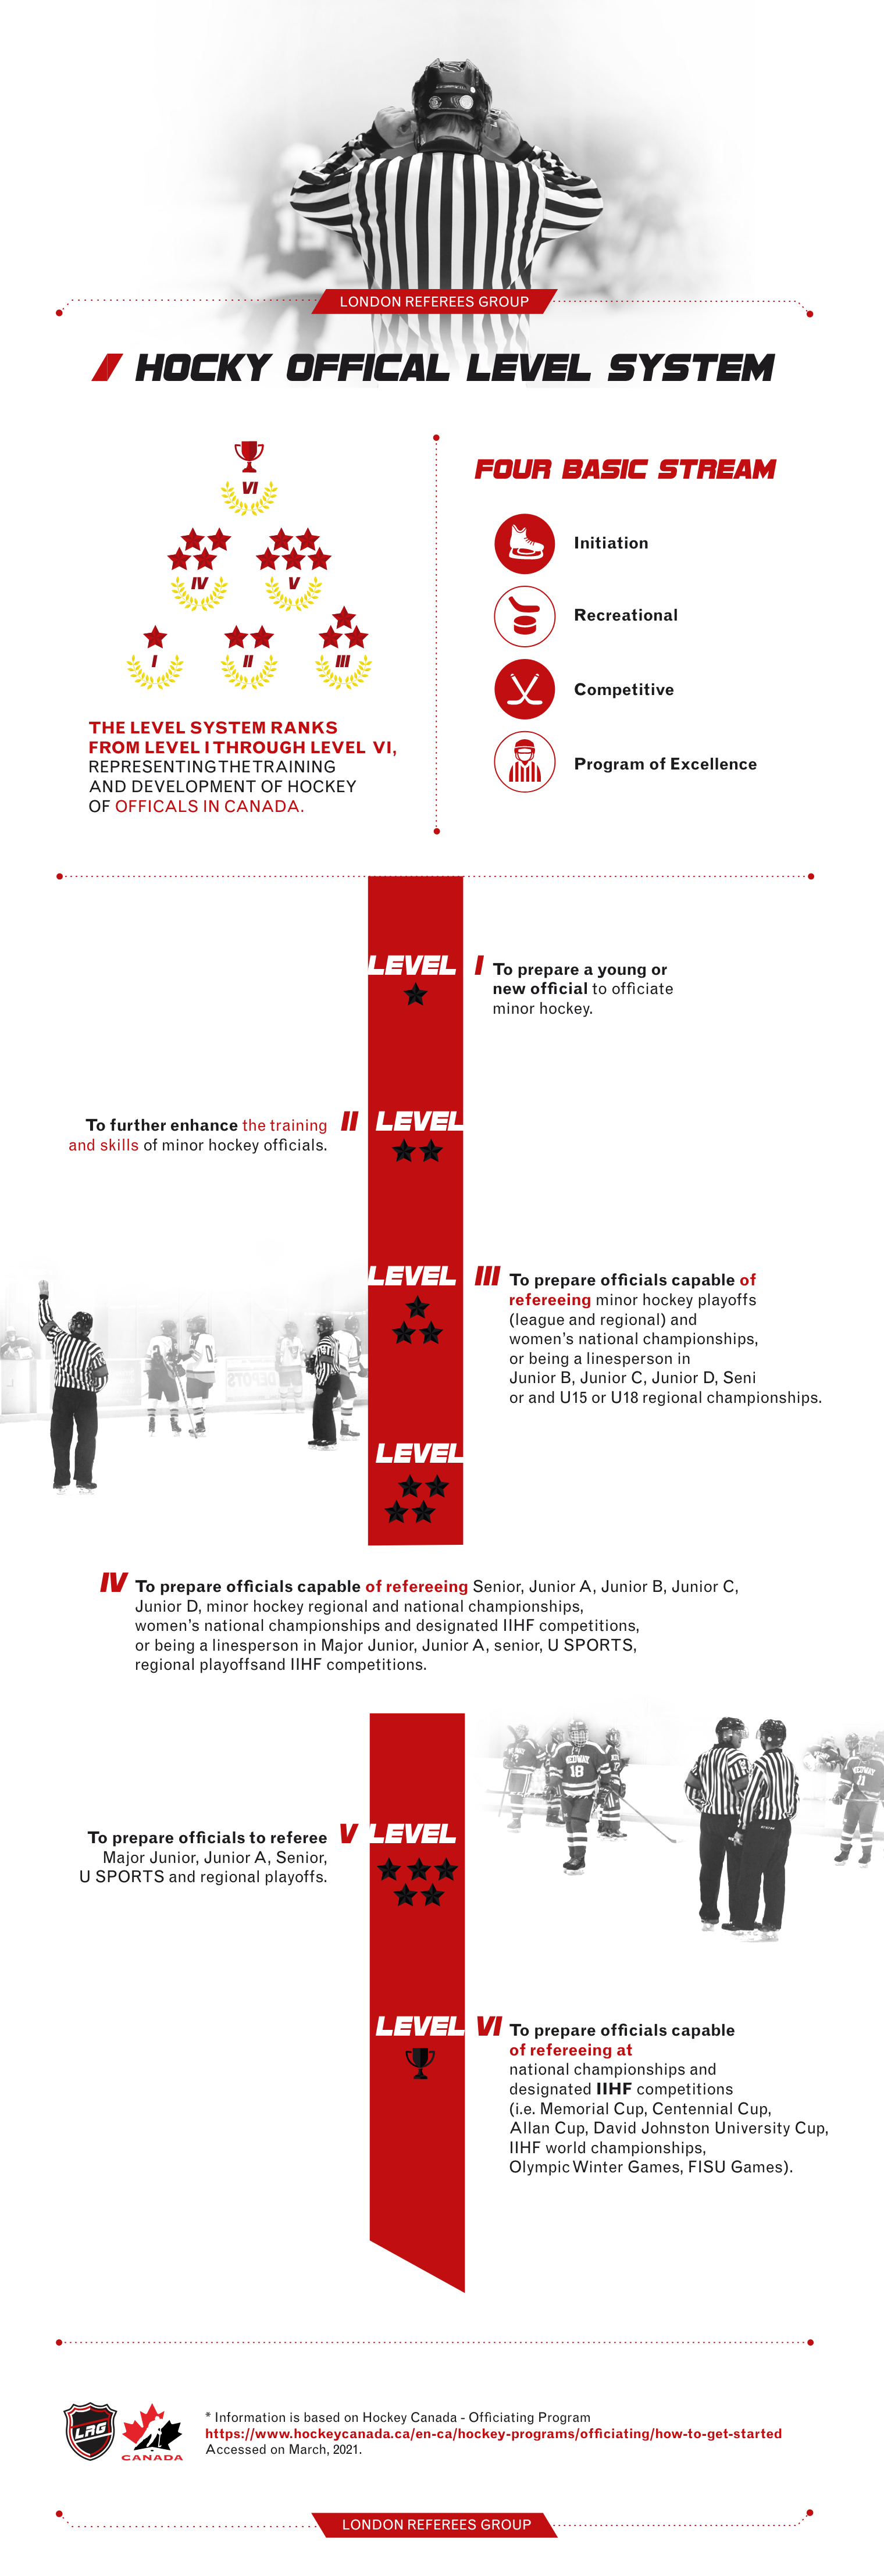 LONDON REFEREES GROUP
HOCKY OFFICAL LEVEL SYSTEM
VI
IV V
I II III
THE LEVEL SYSTEM RANKS
FROM LEVEL I THROUGH LEVEL VI,
REPRESENTING THE TRAINING
AND DEVELOPMENT OF HOCKEY
OF OFFICALS IN CANADA.
FOUR BASIC STREAM
Initiation
Recreational
Competitive
Program of Excellence
LEVEL I
To prepare a young or
new official to officiate
minor hockey.
II LEVEL
To further enhance the training
and skills of minor hockey officials.
LEVEL III
To prepare officials capable of
refereeing minor hockey playoffs
(league and regional) and
women's national championships,
or being a linesperson in
Junior B, Junior C, Junior D, Seni
or and U15 or U18 regional championships.
LEVEL
IV To prepare officials capable of refereeing Senior, Junior A, Junior B, Junior C,
Junior D, minor hockey regional and national championships,
women's national championships and designated IIHF competitions,
or being a linesperson in Major Junior, Junior A, senior, U SPORTS,
regional playoffsand IIHF competitions.
MEDWAY
18
11
V LEVEL
To prepare officials to referee
Major Junior, Junior A, Senior,
U SPORTS and regional playoffs.
LEVEL VI
To prepare officials capable
of refereeing at
national championships and
designated IIHF competitions
(i.e. Memorial Cup, Centennial Cup,
Allan Cup, David Johnston University Cup,
IIHF world championships,
Olympic Winter Games, FISU Games).
LRG
CANADA
* Information is based on Hockey Canada - Officiating Program
https://www.hockeycanada.ca/en-ca/hockey-programs/officiating/how-to-get-started
Accessed on March, 2021.
LONDON REFEREES GROUP